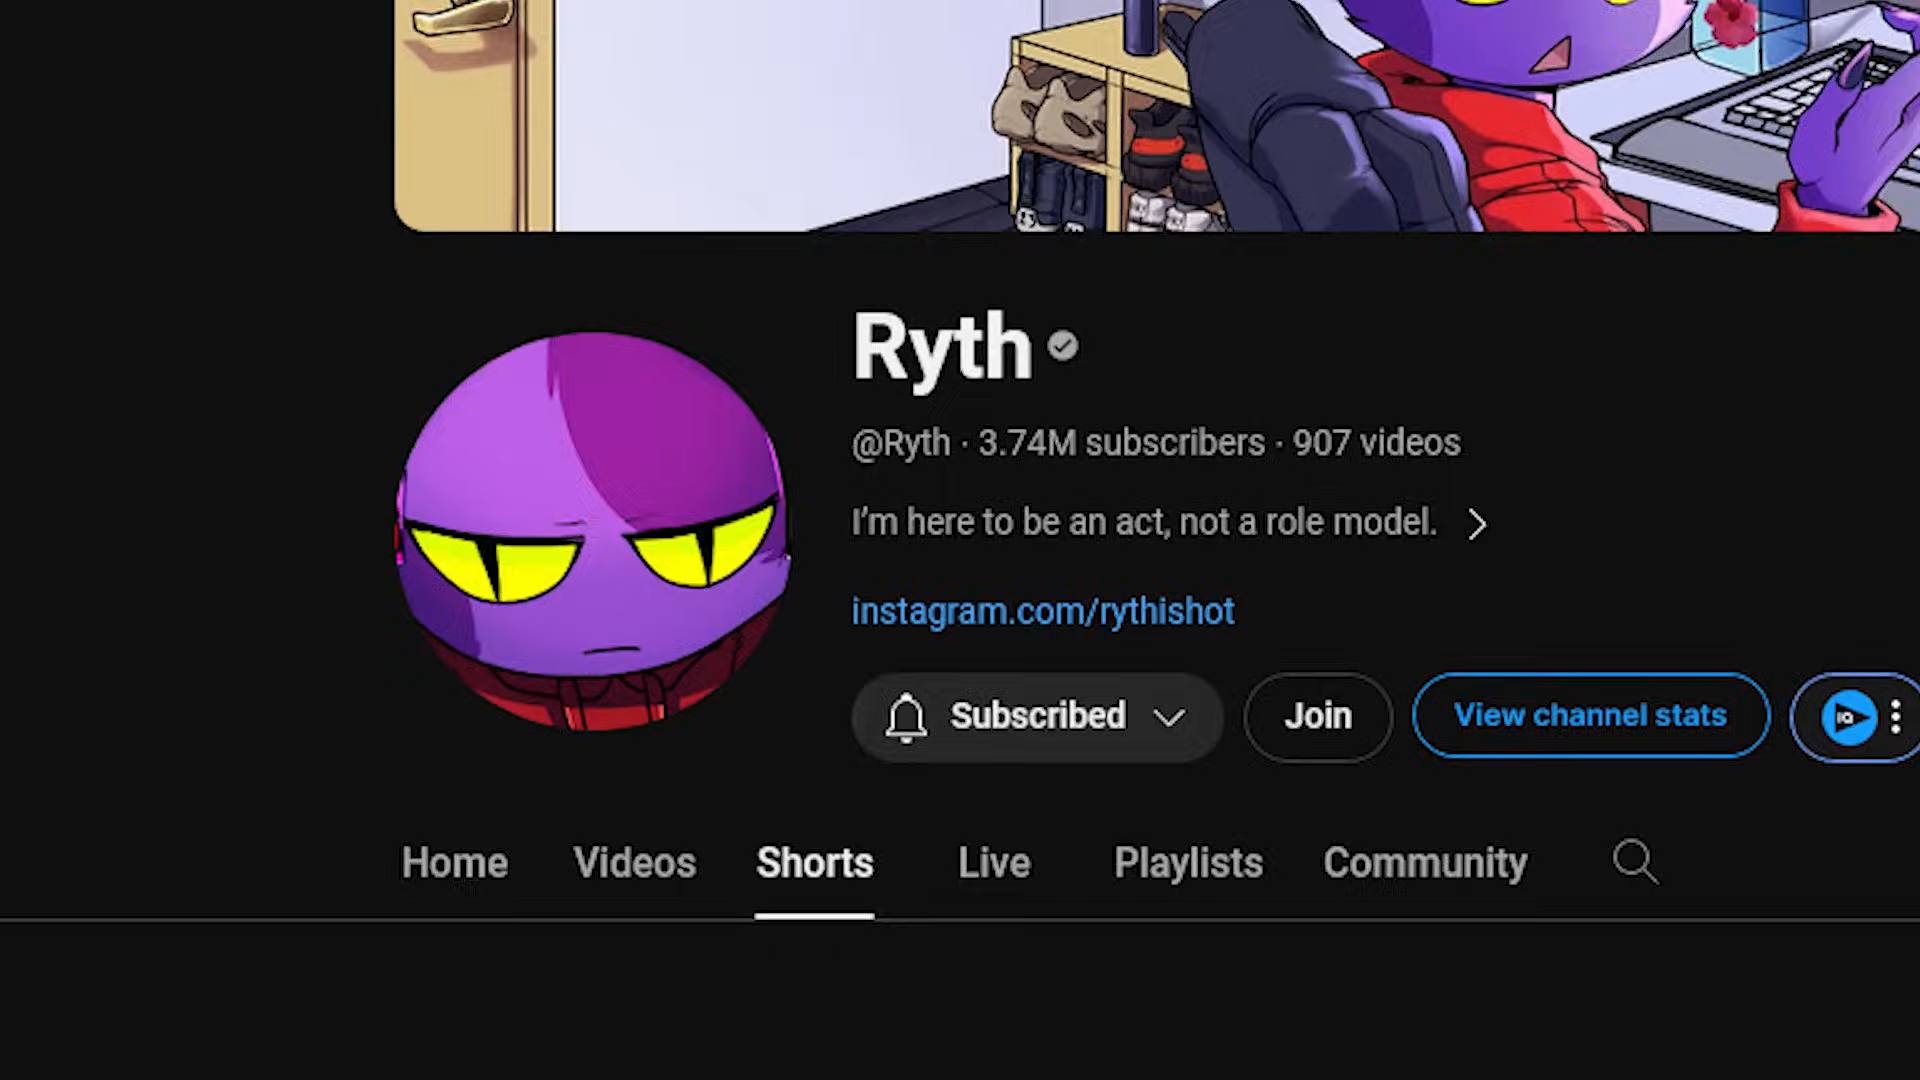 Ryth
@Ryth · 3.74M subscribers · 907 videos
I’m here to be an act, not a role model.
instagram.com/rythishot
Subscribed Join View channel stats IQ
Home Videos Shorts Live Playlists Community